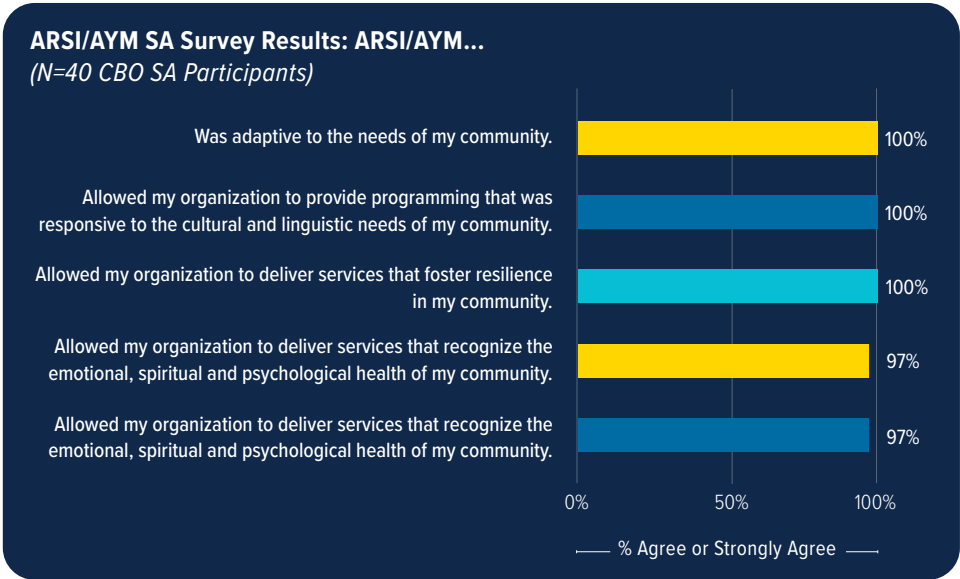 ARSI/AYM SA Survey Results: ARSI/AYM...
(N=40 CBO SA Participants)
Was adaptive to the needs of my community.
100%
Allowed my organization to provide programming that was
responsive to the cultural and linguistic needs of my community.
100%
Allowed my organization to deliver services that foster resilience
in my community.
100%
Allowed my organization to deliver services that recognize the
emotional, spiritual and psychological health of my community.
97%
Allowed my organization to deliver services that recognize the
emotional, spiritual and psychological health of my community.
97%
0% 50% 100%
% Agree or Strongly Agree